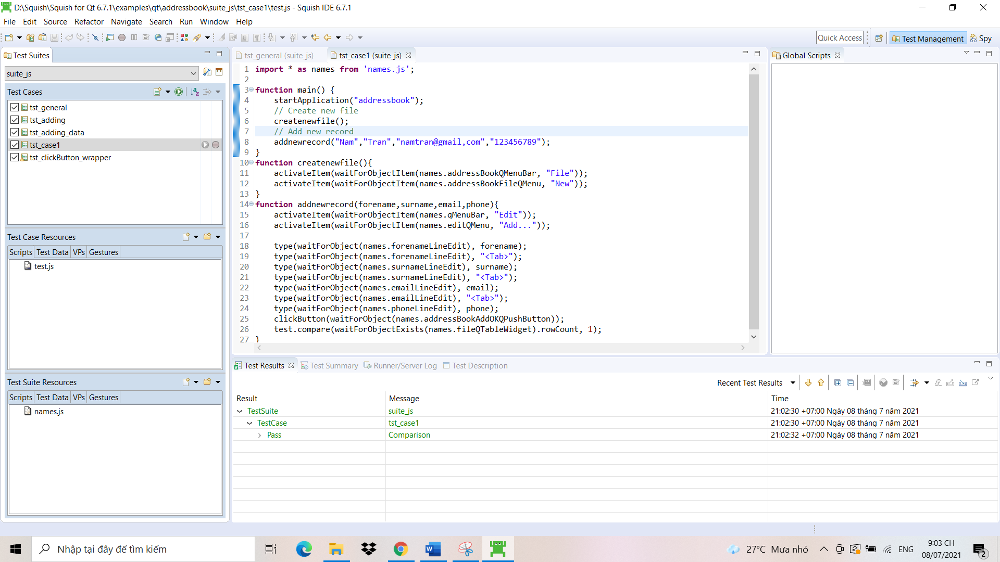 D:\Squish\Squish for Qt 6.7.1\examples\qt\addressbook\suite_js\tst_case1\test.js - Squish IDE 6.7.1
File Edit Source Refactor Navigate Search Run Window Help
Quick Access
Test Management
Spy
Test Suites
suite_js
Test Cases
tst_general
tst_adding
tst_adding_data
tst_case1
tst_clickButton_wrapper
Test Case Resources
Scripts Test Data VPs Gestures
test.js
Test Suite Resources
Scripts Test Data VPs Gestures
names.js
tst_general (suite_js) tst_case1 (suite_js)
1 import * as names from 'names.js';
2
3 function main() {
4 startApplication("addressbook");
5 // Create new file
6 createnewfile();
7 // Add new record
8 addnewrecord("Nam","Tran","namtran@gmail,com","123456789");
9 }
10 function createnewfile(){
11 activateItem(waitForObjectItem(names.addressBookQMenuBar, "File"));
12 activateItem(waitForObjectItem(names.addressBookFileQMenu, "New"));
13 }
14 function addnewrecord(forename,surname,email,phone){
15 activateItem(waitForObjectItem(names.qMenuBar, "Edit"));
16 activateItem(waitForObjectItem(names.editQMenu, "Add..."));
17
18 type(waitForObject(names.forenameLineEdit), forename);
19 type(waitForObject(names.forenameLineEdit), "<Tab>");
20 type(waitForObject(names.surnameLineEdit), surname);
21 type(waitForObject(names.surnameLineEdit), "<Tab>");
22 type(waitForObject(names.emailLineEdit), email);
23 type(waitForObject(names.emailLineEdit), "<Tab>");
24 type(waitForObject(names.phoneLineEdit), phone);
25 clickButton(waitForObject(names.addressBookAddOKQPushButton));
26 test.compare(waitForObjectExists(names.fileQTableWidget).rowCount, 1);
27 }
Global Scripts
Test Results Test Summary Runner/Server Log Test Description
Recent Test Results
Result Message Time
TestSuite suite_js 21:02:30 +07:00 Ngày 08 tháng 7 năm 2021
TestCase tst_case1 21:02:30 +07:00 Ngày 08 tháng 7 năm 2021
Pass Comparison 21:02:32 +07:00 Ngày 08 tháng 7 năm 2021
Nhập tại đây để tìm kiếm
27°C Mưa nhỏ
ENG
9:03 CH
08/07/2021
2